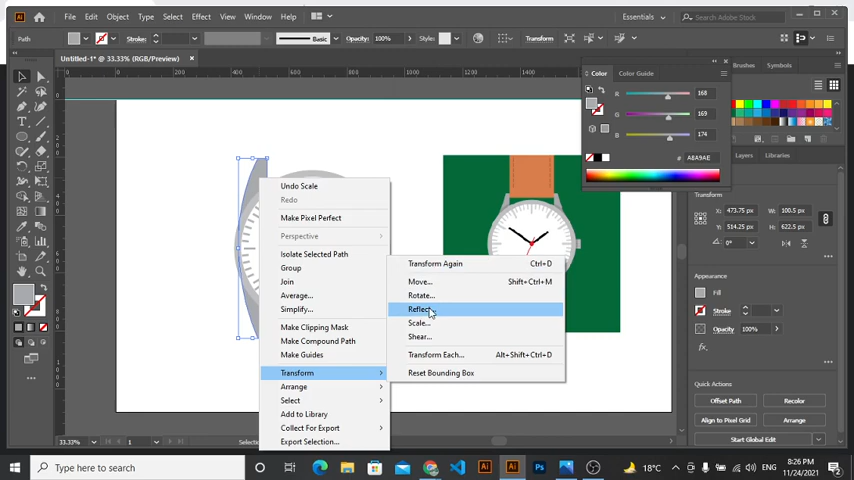 File Edit Object Type Select Effect View Window Help
Essentials
Search Adobe Stock
Path
Stroke:
Basic
Opacity: 100%
Style:
Transform
Untitled-1* @ 33.33% (RGB/Preview)
0 400 1000 1400
Color Color Guide
R 168
G 169
B 174
# A8A9AE
Brushes Symbols
Layers Libraries
Transform
X: 473.75 px W: 100.5 px
Y: 514.25 px H: 622.5 px
0°
Appearance
Fill
Stroke:
Opacity: 100%
fx
Quick Actions
Offset Path Recolor
Align to Pixel Grid Arrange
Start Global Edit
Undo Scale
Redo
Make Pixel Perfect
Perspective
Isolate Selected Path
Group
Join
Average...
Simplify...
Make Clipping Mask
Make Compound Path
Make Guides
Transform
Arrange
Select
Add to Library
Collect For Export
Export Selection...
Transform Again Ctrl+D
Move... Shift+Ctrl+M
Rotate...
Reflect...
Scale...
Shear...
Transform Each... Alt+Shift+Ctrl+D
Reset Bounding Box
33.33% 1
Type here to search
18°C
ENG
8:26 PM
11/24/2021